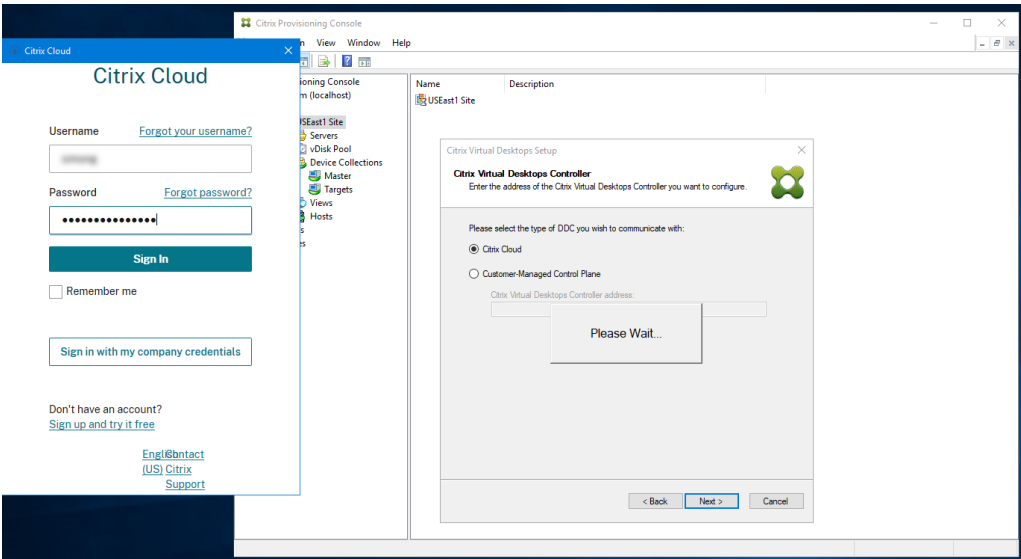 Citrix Cloud
Citrix Cloud
Username Forgot your username?
Password Forgot password?
Sign In
Remember me
Sign in with my company credentials
Don't have an account?
Sign up and try it free
English
(US)
Contact
Citrix
Support
Citrix Provisioning Console
View Window Help
(localhost)
Site
Servers
vDisk Pool
Device Collections
Master
Targets
Views
Hosts
Name Description
USEast1 Site
Citrix Virtual Desktops Setup
Citrix Virtual Desktops Controller
Enter the address of the Citrix Virtual Desktops Controller you want to configure.
Please select the type of DDC you wish to communicate with:
Citrix Cloud
Customer-Managed Control Plane
Citrix Virtual Desktops Controller address:
Please Wait...
< Back Next > Cancel